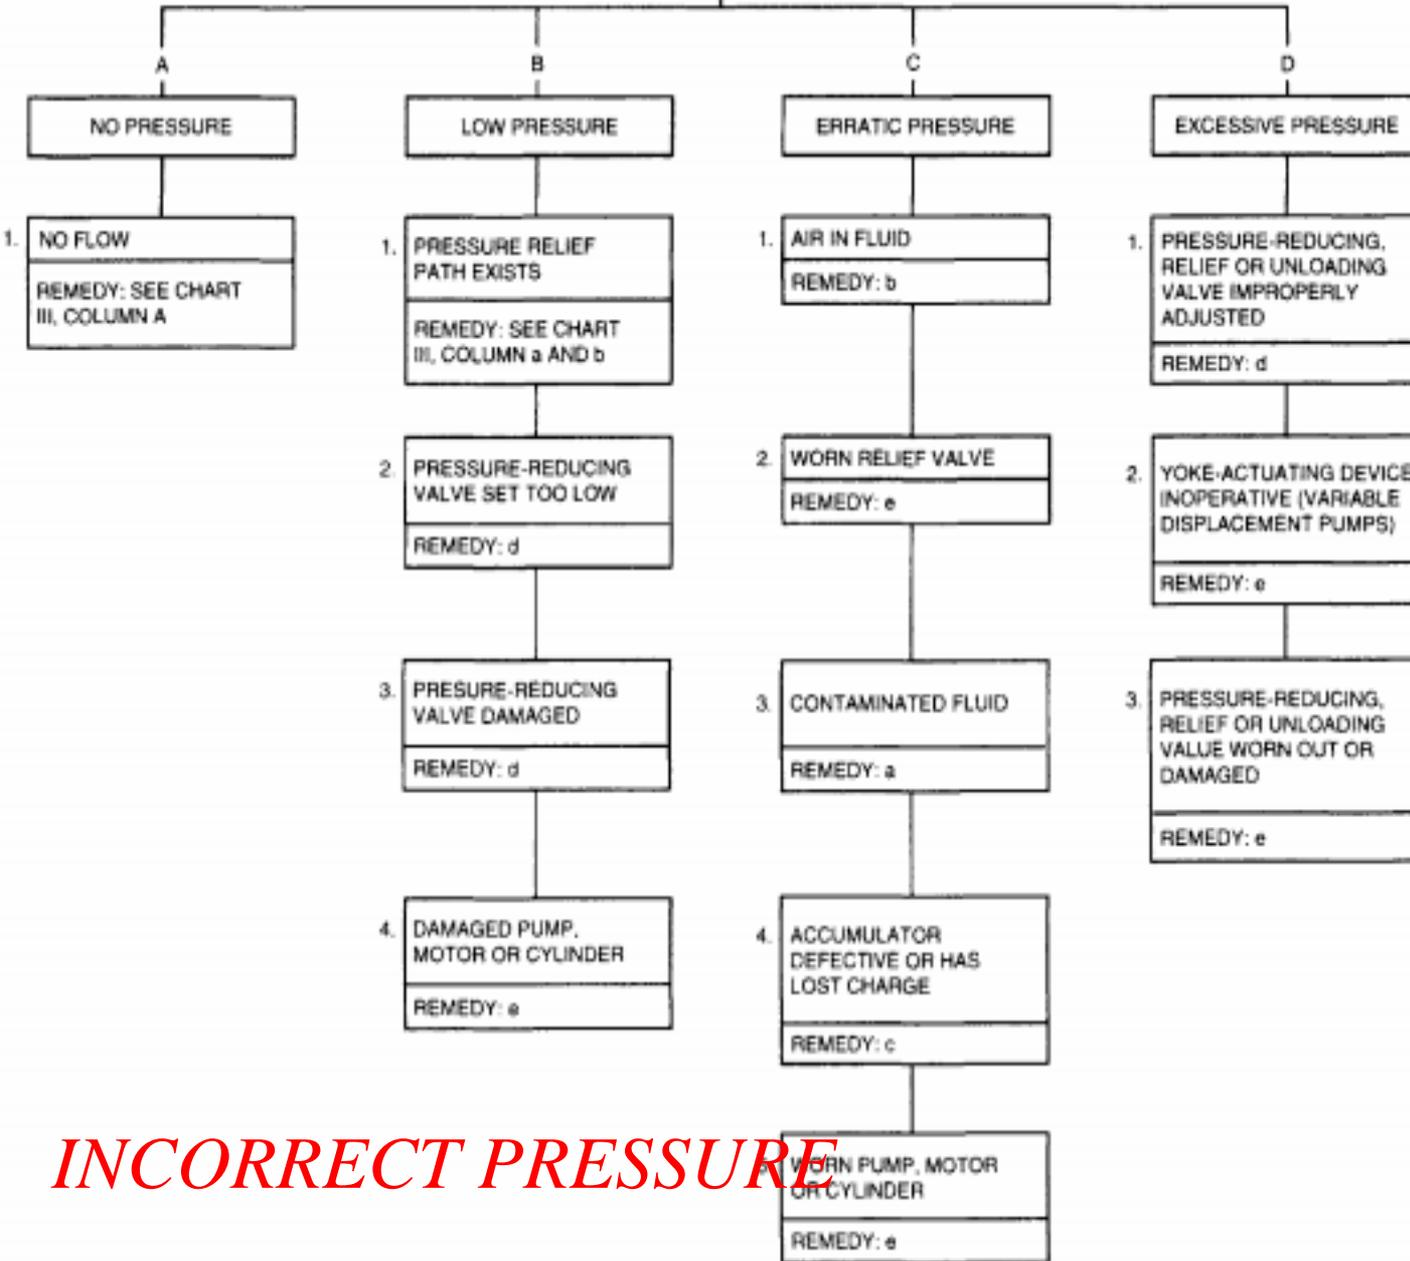 A
NO PRESSURE
1.
NO FLOW
REMEDY: SEE CHART
III, COLUMN A
B
LOW PRESSURE
1.
PRESSURE RELIEF
PATH EXISTS
REMEDY: SEE CHART
III, COLUMN a AND b
2.
PRESSURE-REDUCING
VALVE SET TOO LOW
REMEDY: d
3.
PRESURE-REDUCING
VALVE DAMAGED
REMEDY: d
4.
DAMAGED PUMP,
MOTOR OR CYLINDER
REMEDY: e
C
ERRATIC PRESSURE
1.
AIR IN FLUID
REMEDY: b
2.
WORN RELIEF VALVE
REMEDY: e
3.
CONTAMINATED FLUID
REMEDY: a
4.
ACCUMULATOR
DEFECTIVE OR HAS
LOST CHARGE
REMEDY: c
WORN PUMP, MOTOR
OR CYLINDER
REMEDY: e
D
EXCESSIVE PRESSURE
1.
PRESSURE-REDUCING,
RELIEF OR UNLOADING
VALVE IMPROPERLY
ADJUSTED
REMEDY: d
2.
YOKE-ACTUATING DEVICE
INOPERATIVE (VARIABLE
DISPLACEMENT PUMPS)
REMEDY: e
3.
PRESSURE-REDUCING,
RELIEF OR UNLOADING
VALUE WORN OUT OR
DAMAGED
REMEDY: e
INCORRECT PRESSURE